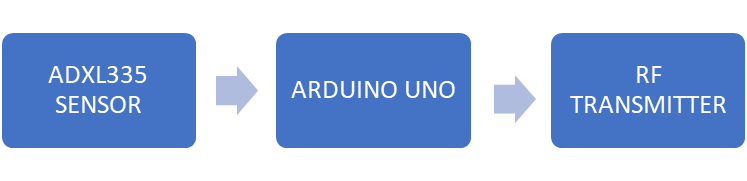 ADXL335
SENSOR
ARDUINO UNO
RF
TRANSMITTER